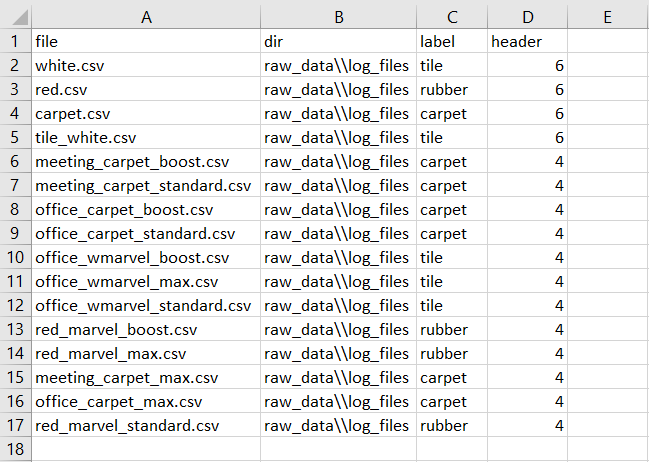 A B C D E
1 file dir label header
2 white.csv raw_data\\log_files tile 6
3 red.csv raw_data\\log_files rubber 6
4 carpet.csv raw_data\\log_files carpet 6
5 tile_white.csv raw_data\\log_files tile 6
6 meeting_carpet_boost.csv raw_data\\log_files carpet 4
7 meeting_carpet_standard.csv raw_data\\log_files carpet 4
8 office_carpet_boost.csv raw_data\\log_files carpet 4
9 office_carpet_standard.csv raw_data\\log_files carpet 4
10 office_wmarvel_boost.csv raw_data\\log_files tile 4
11 office_wmarvel_max.csv raw_data\\log_files tile 4
12 office_wmarvel_standard.csv raw_data\\log_files tile 4
13 red_marvel_boost.csv raw_data\\log_files rubber 4
14 red_marvel_max.csv raw_data\\log_files rubber 4
15 meeting_carpet_max.csv raw_data\\log_files carpet 4
16 office_carpet_max.csv raw_data\\log_files carpet 4
17 red_marvel_standard.csv raw_data\\log_files rubber 4
18